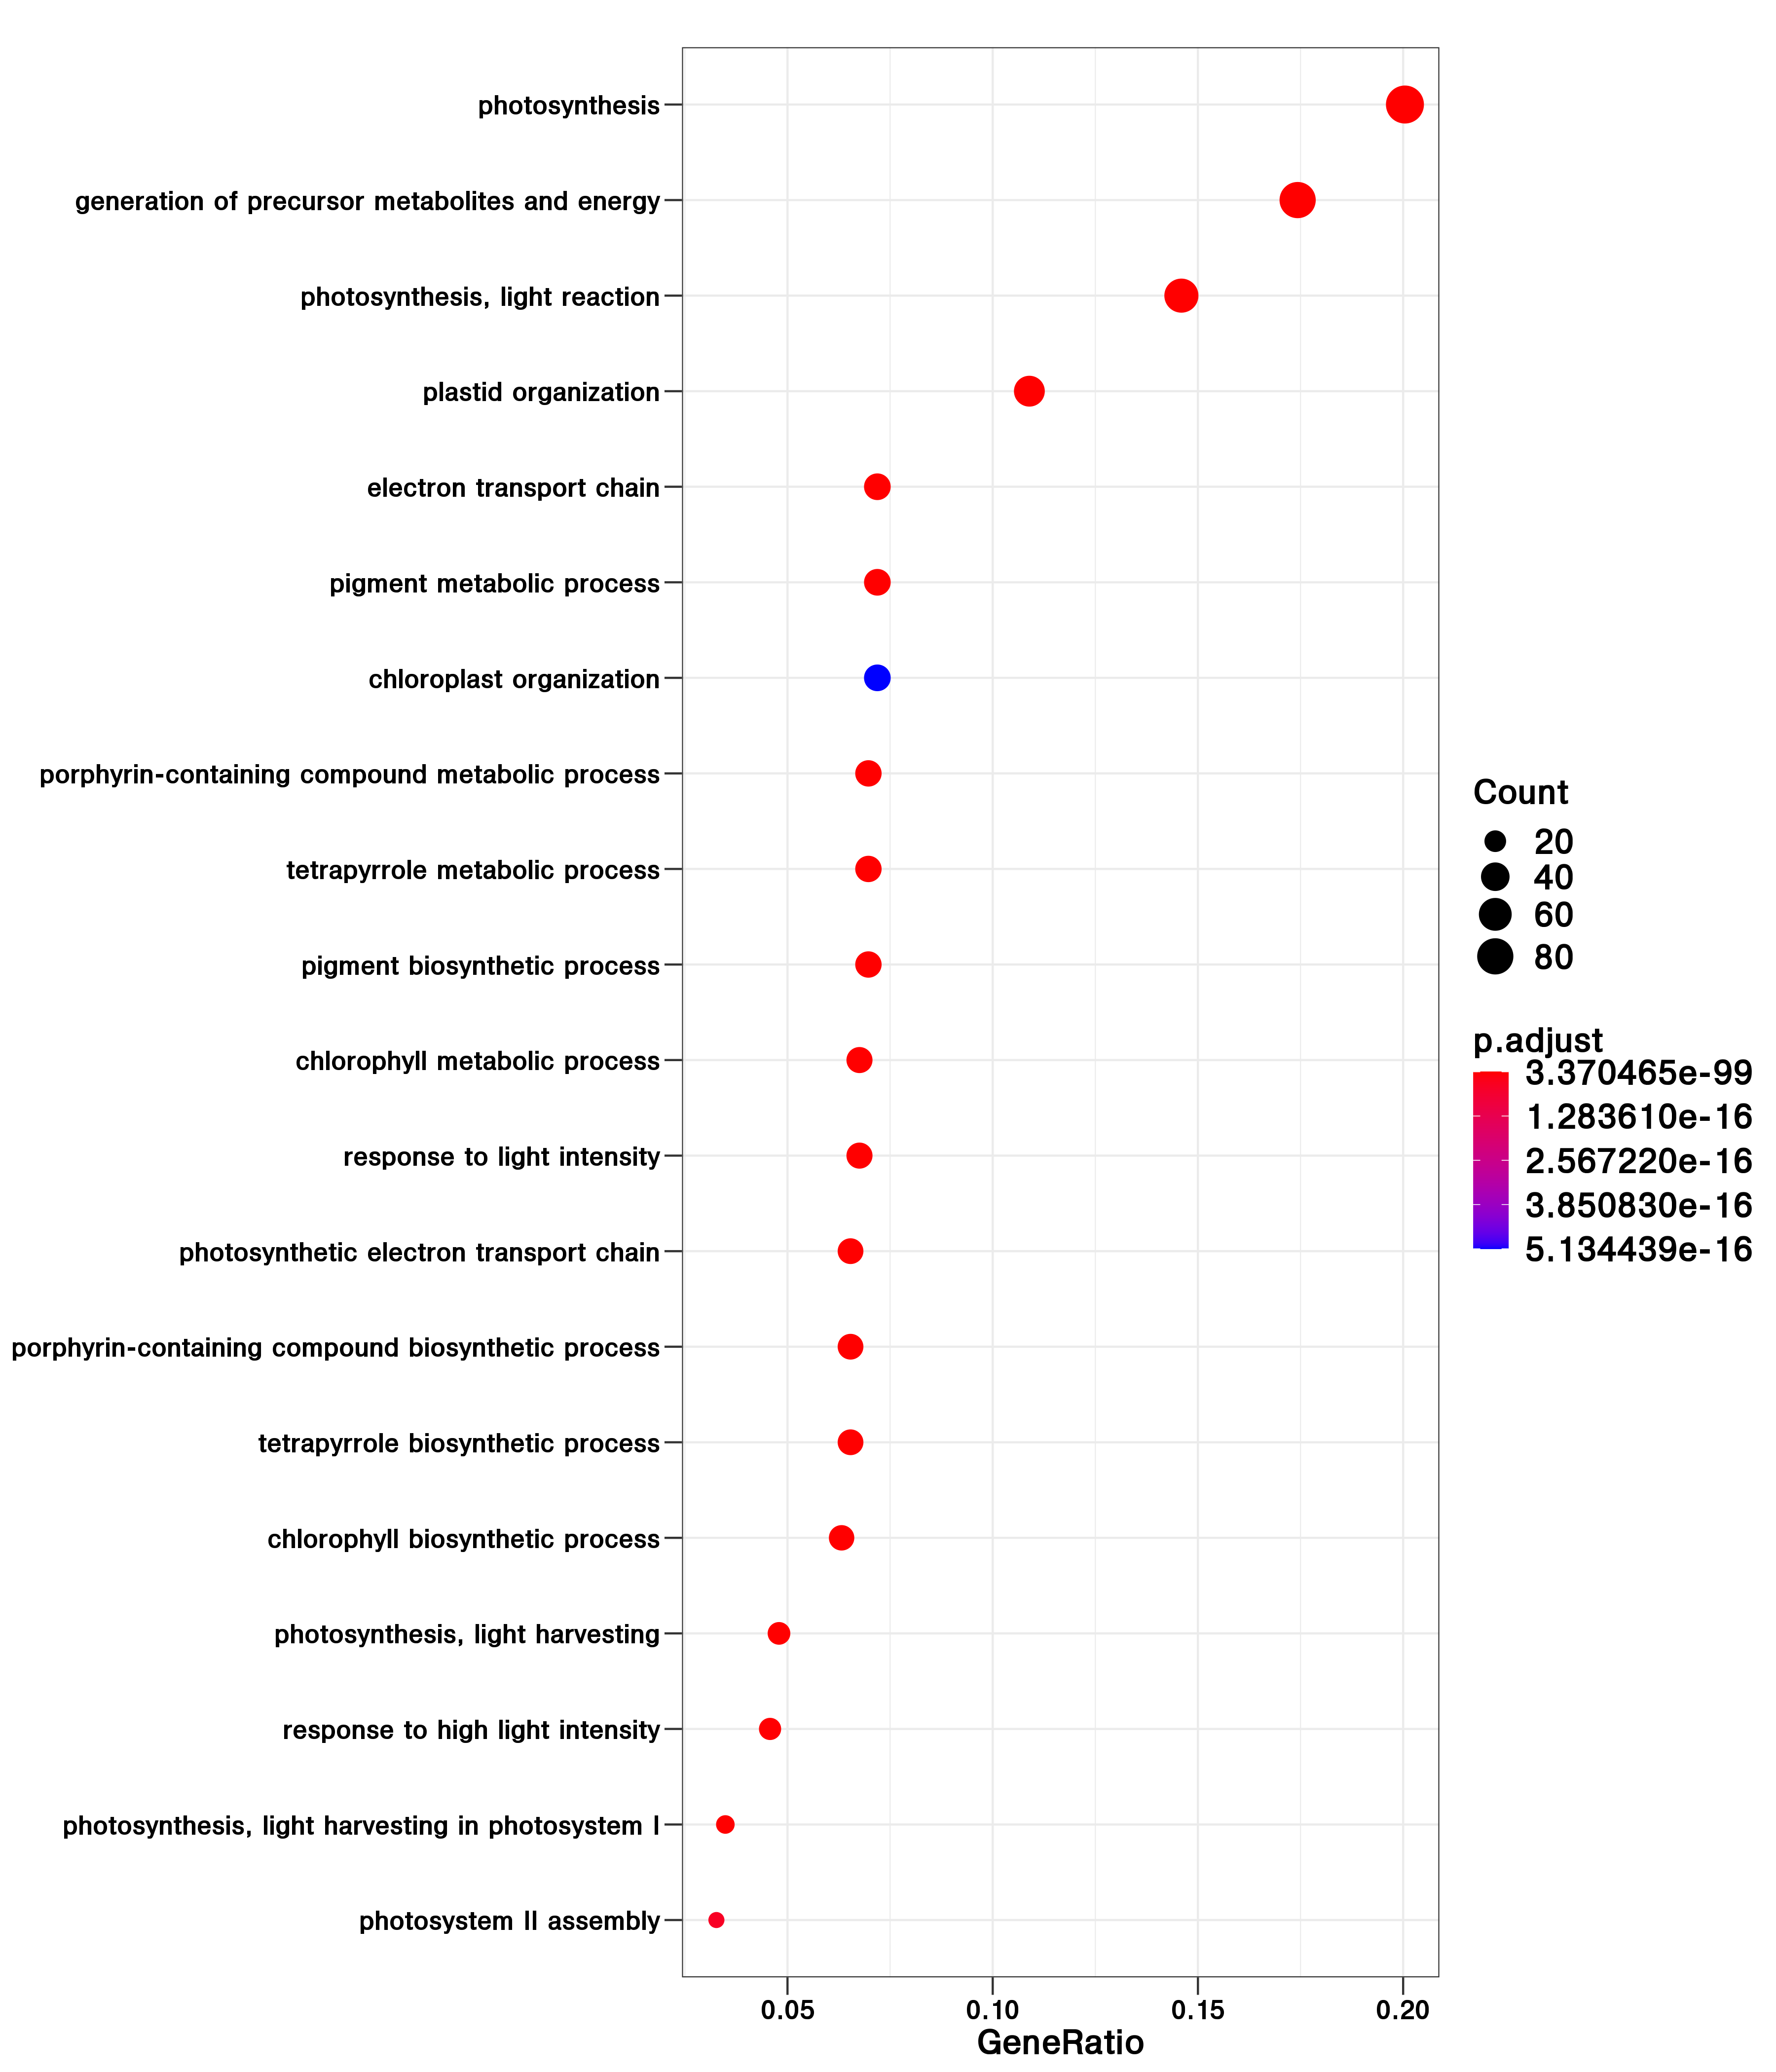 photosynthesis
generation of precursor metabolites and energy
photosynthesis, light reaction
plastid organization
electron transport chain
pigment metabolic process
chloroplast organization
porphyrin-containing compound metabolic process
tetrapyrrole metabolic process
pigment biosynthetic process
chlorophyll metabolic process
response to light intensity
photosynthetic electron transport chain
porphyrin-containing compound biosynthetic process
tetrapyrrole biosynthetic process
chlorophyll biosynthetic process
photosynthesis, light harvesting
response to high light intensity
photosynthesis, light harvesting in photosystem I
photosystem II assembly
0.05 0.10 0.15 0.20
GeneRatio
Count
20
40
60
80
p.adjust
3.370465e-99
1.283610e-16
2.567220e-16
3.850830e-16
5.134439e-16